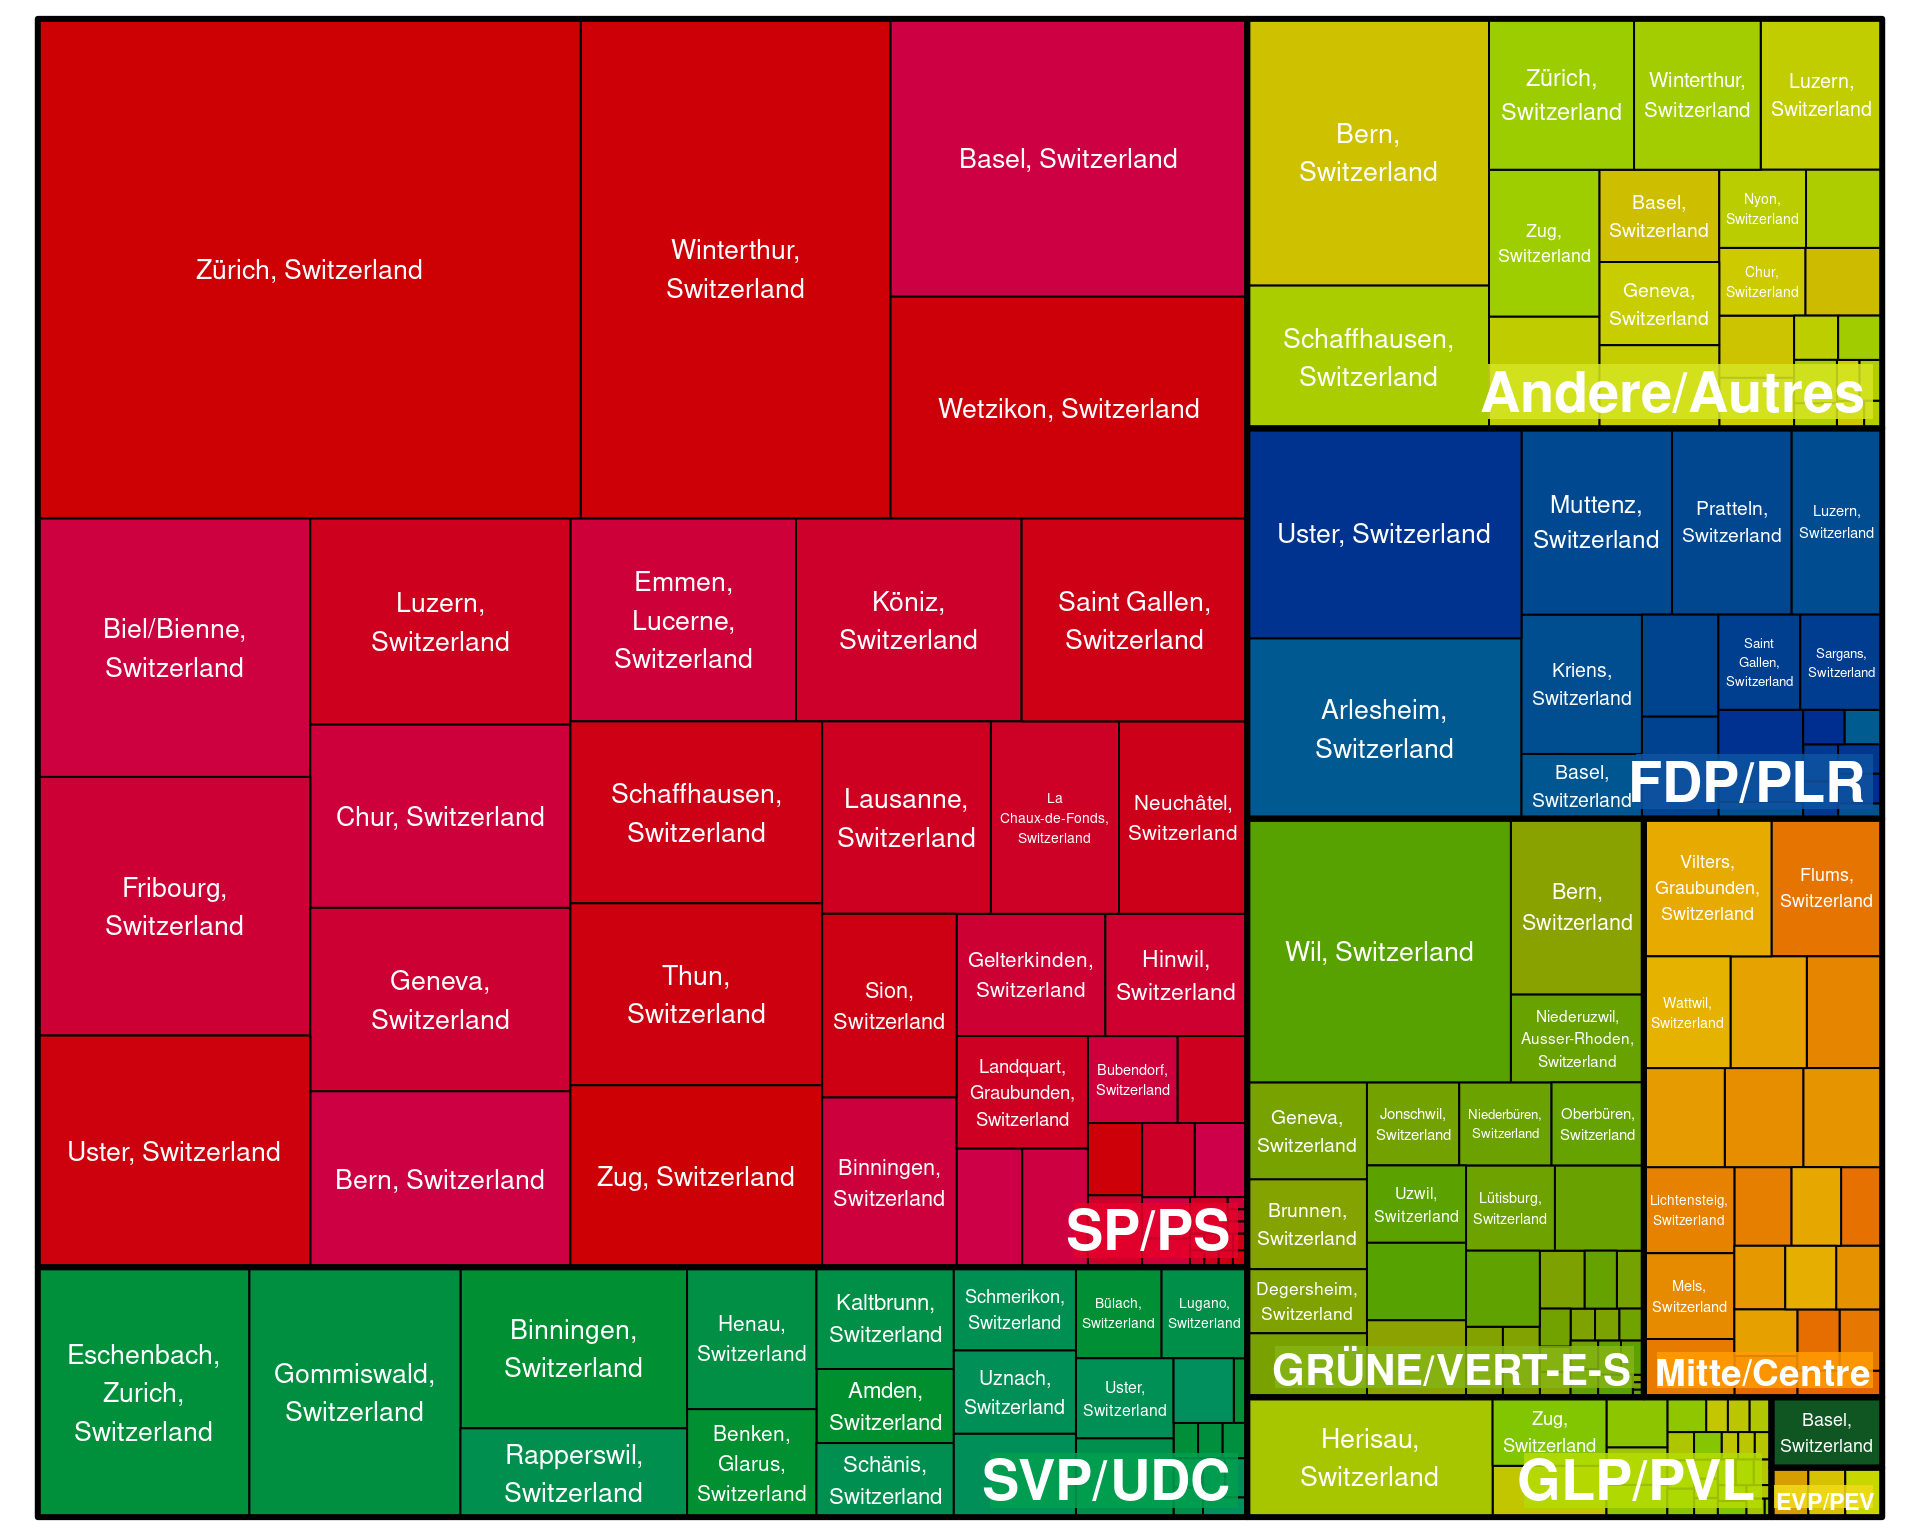 Zürich, Switzerland
Winterthur,
Switzerland
Basel, Switzerland
Wetzikon, Switzerland
Biel/Bienne,
Switzerland
Fribourg,
Switzerland
Uster, Switzerland
Luzern,
Switzerland
Chur, Switzerland
Geneva,
Switzerland
Bern, Switzerland
Emmen,
Lucerne,
Switzerland
Köniz,
Switzerland
Saint Gallen,
Switzerland
Schaffhausen,
Switzerland
Thun,
Switzerland
Zug, Switzerland
Lausanne,
Switzerland
La
Chaux-de-Fonds,
Switzerland
Neuchâtel,
Switzerland
Sion,
Switzerland
Binningen,
Switzerland
Gelterkinden,
Switzerland
Hinwil,
Switzerland
Landquart,
Graubunden,
Switzerland
Bubendorf,
Switzerland
SP/PS
Eschenbach,
Zurich,
Switzerland
Gommiswald,
Switzerland
Binningen,
Switzerland
Rapperswil,
Switzerland
Henau,
Switzerland
Benken,
Glarus,
Switzerland
Kaltbrunn,
Switzerland
Amden,
Switzerland
Schänis,
Switzerland
Schmerikon,
Switzerland
Uznach,
Switzerland
Bülach,
Switzerland
Lugano,
Switzerland
Uster,
Switzerland
SVP/UDC
Bern,
Switzerland
Schaffhausen,
Switzerland
Zürich,
Switzerland
Winterthur,
Switzerland
Luzern,
Switzerland
Zug,
Switzerland
Basel,
Switzerland
Geneva,
Switzerland
Nyon,
Switzerland
Chur,
Switzerland
Andere/Autres
Uster, Switzerland
Arlesheim,
Switzerland
Muttenz,
Switzerland
Pratteln,
Switzerland
Luzern,
Switzerland
Kriens,
Switzerland
Basel,
Switzerland
Saint
Gallen,
Switzerland
Sargans,
Switzerland
FDP/PLR
Wil, Switzerland
Bern,
Switzerland
Niederuzwil,
Ausser-Rhoden,
Switzerland
Geneva,
Switzerland
Brunnen,
Switzerland
Degersheim,
Switzerland
Jonschwil,
Switzerland
Niederbüren,
Switzerland
Oberbüren,
Switzerland
Uzwil,
Switzerland
Lütisburg,
Switzerland
GRÜNE/VERT-E-S
Vilters,
Graubunden,
Switzerland
Flums,
Switzerland
Wattwil,
Switzerland
Lichtensteig,
Switzerland
Mels,
Switzerland
Mitte/Centre
Herisau,
Switzerland
Zug,
Switzerland
GLP/PVL
Basel,
Switzerland
EVP/PEV